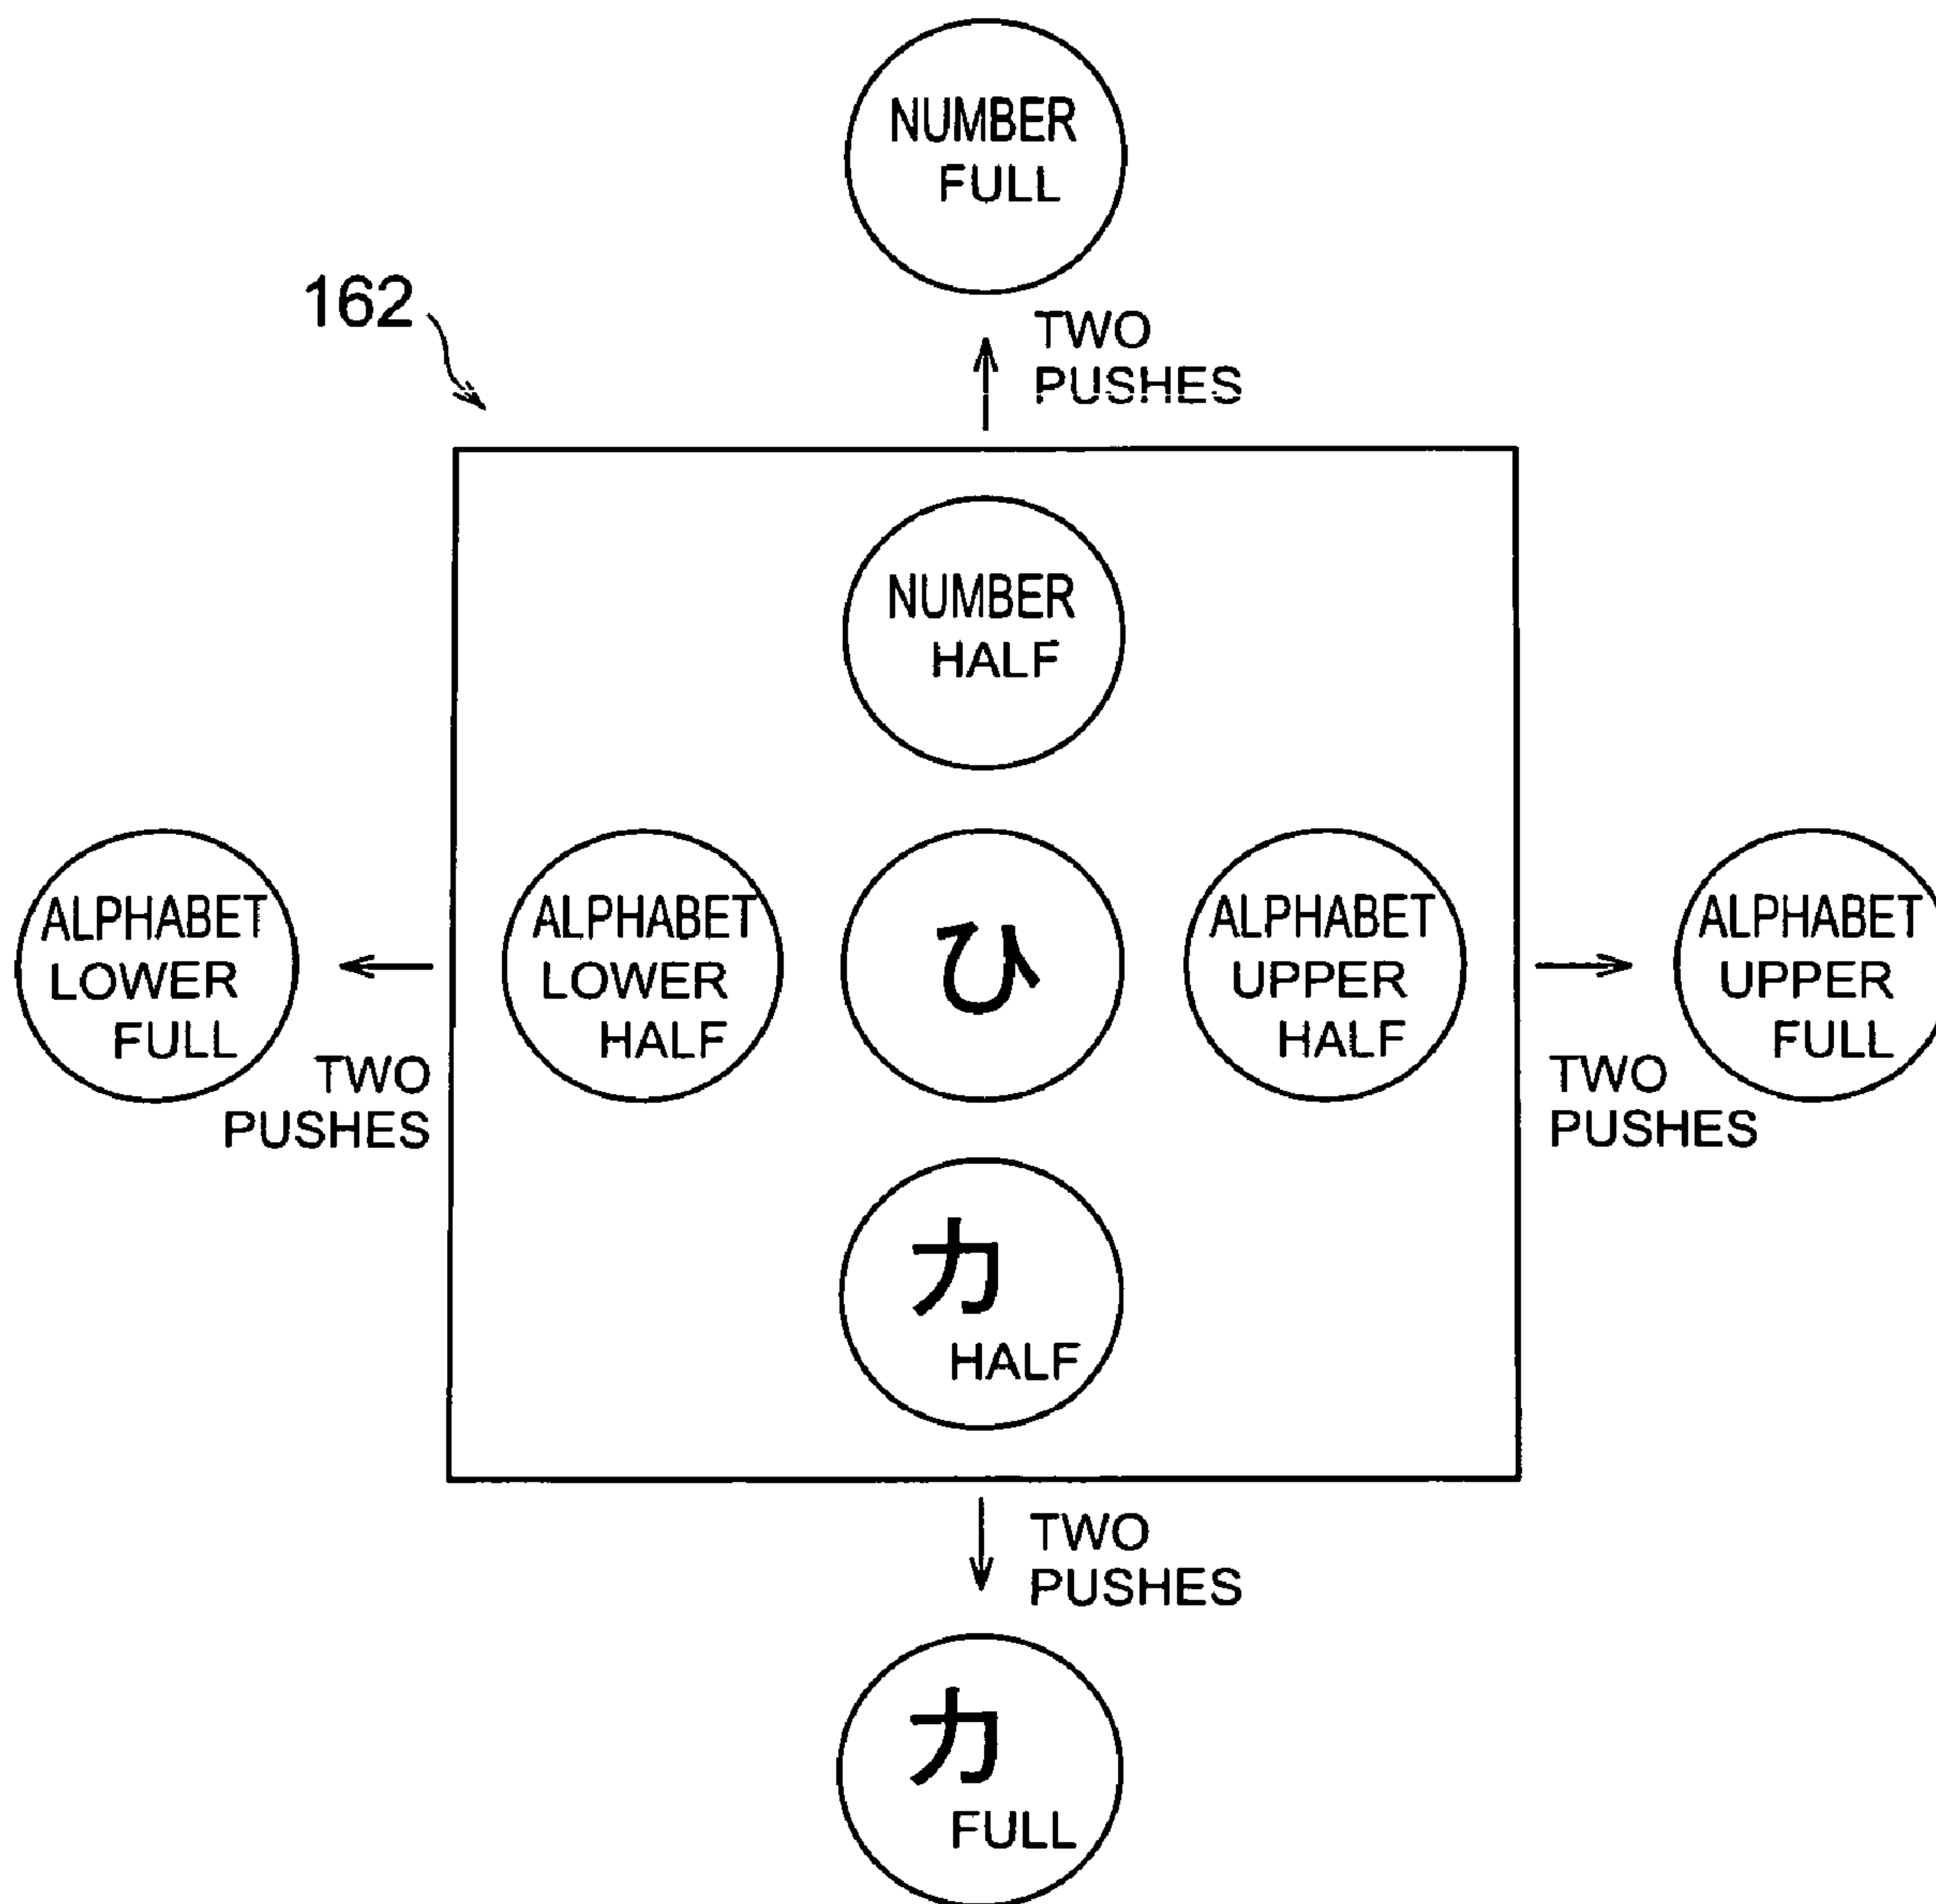 NUMBER
FULL
162
TWO
PUSHES
NUMBER
HALF
ALPHABET
LOWER
FULL
TWO
PUSHES
ALPHABET
LOWER
HALF
ひ
ALPHABET
UPPER
HALF
ALPHABET
UPPER
FULL
TWO
PUSHES
カ
HALF
TWO
PUSHES
カ
FULL